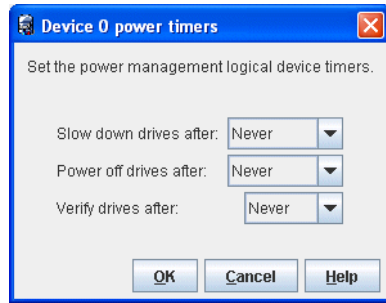 Device 0 power timers
Set the power management logical device timers.
Slow down drives after: Never
Power off drives after: Never
Verify drives after: Never
OK Cancel Help